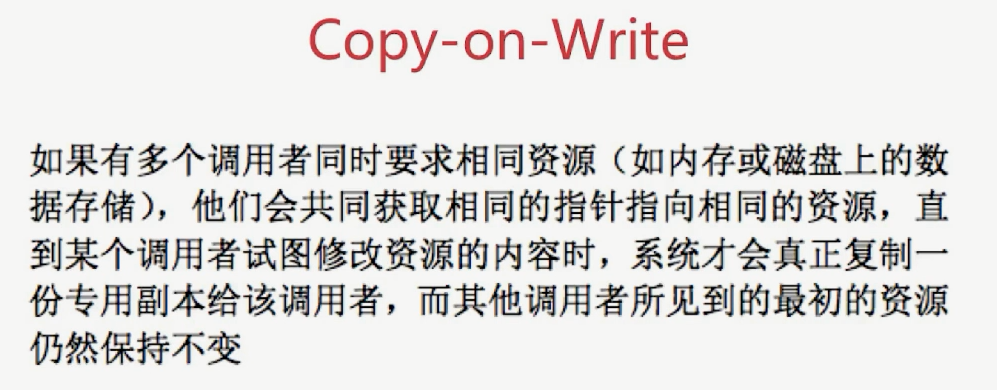 Copy-on-Write
如果有多个调用者同时要求相同资源（如内存或磁盘上的数
据存储），他们会共同获取相同的指针指向相同的资源，直
到某个调用者试图修改资源的内容时，系统才会真正复制一
份专用副本给该调用者，而其他调用者所见到的最初的资源
仍然保持不变